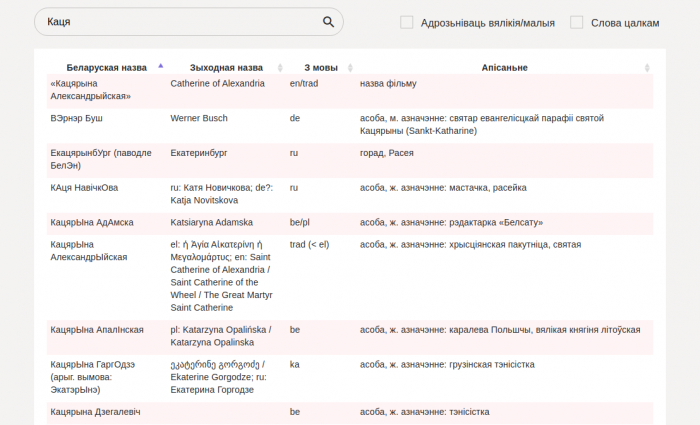 Каця
Адрозьніваць вялікія/малыя
Слова цалкам
Беларуская назва
Зыходная назва
З мовы
Апісаньне
«Кацярына
Александрыйская»
Catherine of Alexandria
en/trad
назва фільму
ВЭрнэр Буш
Werner Busch
de
асоба, м. азначэнне: святар евангелісцкай парафіі святой
Кацярыны (Sankt-Katharine)
ЕкацярынбУрг (паводле
БелЭн)
Екатеринбург
ru
горад, Расея
КАця НавічкОва
ru: Катя Новичкова; de?:
Katja Novitskova
ru
асоба, ж. азначэнне: мастачка, расейка
КацярЫна АдАмска
Katsiaryna Adamska
be/pl
асоба, ж. азначэнне: рэдактарка «Белсату»
КацярЫна
АлександрЫйская
el: ἡ Ἁγία Αἰκατερίνη ἡ
Μεγαλομάρτυς; en: Saint
Catherine of Alexandria /
Saint Catherine of the
Wheel / The Great Martyr
Saint Catherine
trad (< el)
асоба, ж. азначэнне: хрысціянская пакутніца, святая
КацярЫна АпалІнская
pl: Katarzyna Opalińska /
Katarzyna Opalinska
be
асоба, ж. азначэнне: каралева Польшчы, вялікая княгіня літоўская
КацярЫна ГаргОдзэ
(арыг. вымова:
ЭкатэрЫнэ)
ეკატერინე გორგოძე /
Ekaterine Gorgodze; ru:
Екатерина Горгодзе
ka
асоба, ж. азначэнне: грузінская тэнісістка
Кацярына Дзегалевіч
be
асоба, ж. азначэнне: тэнісістка